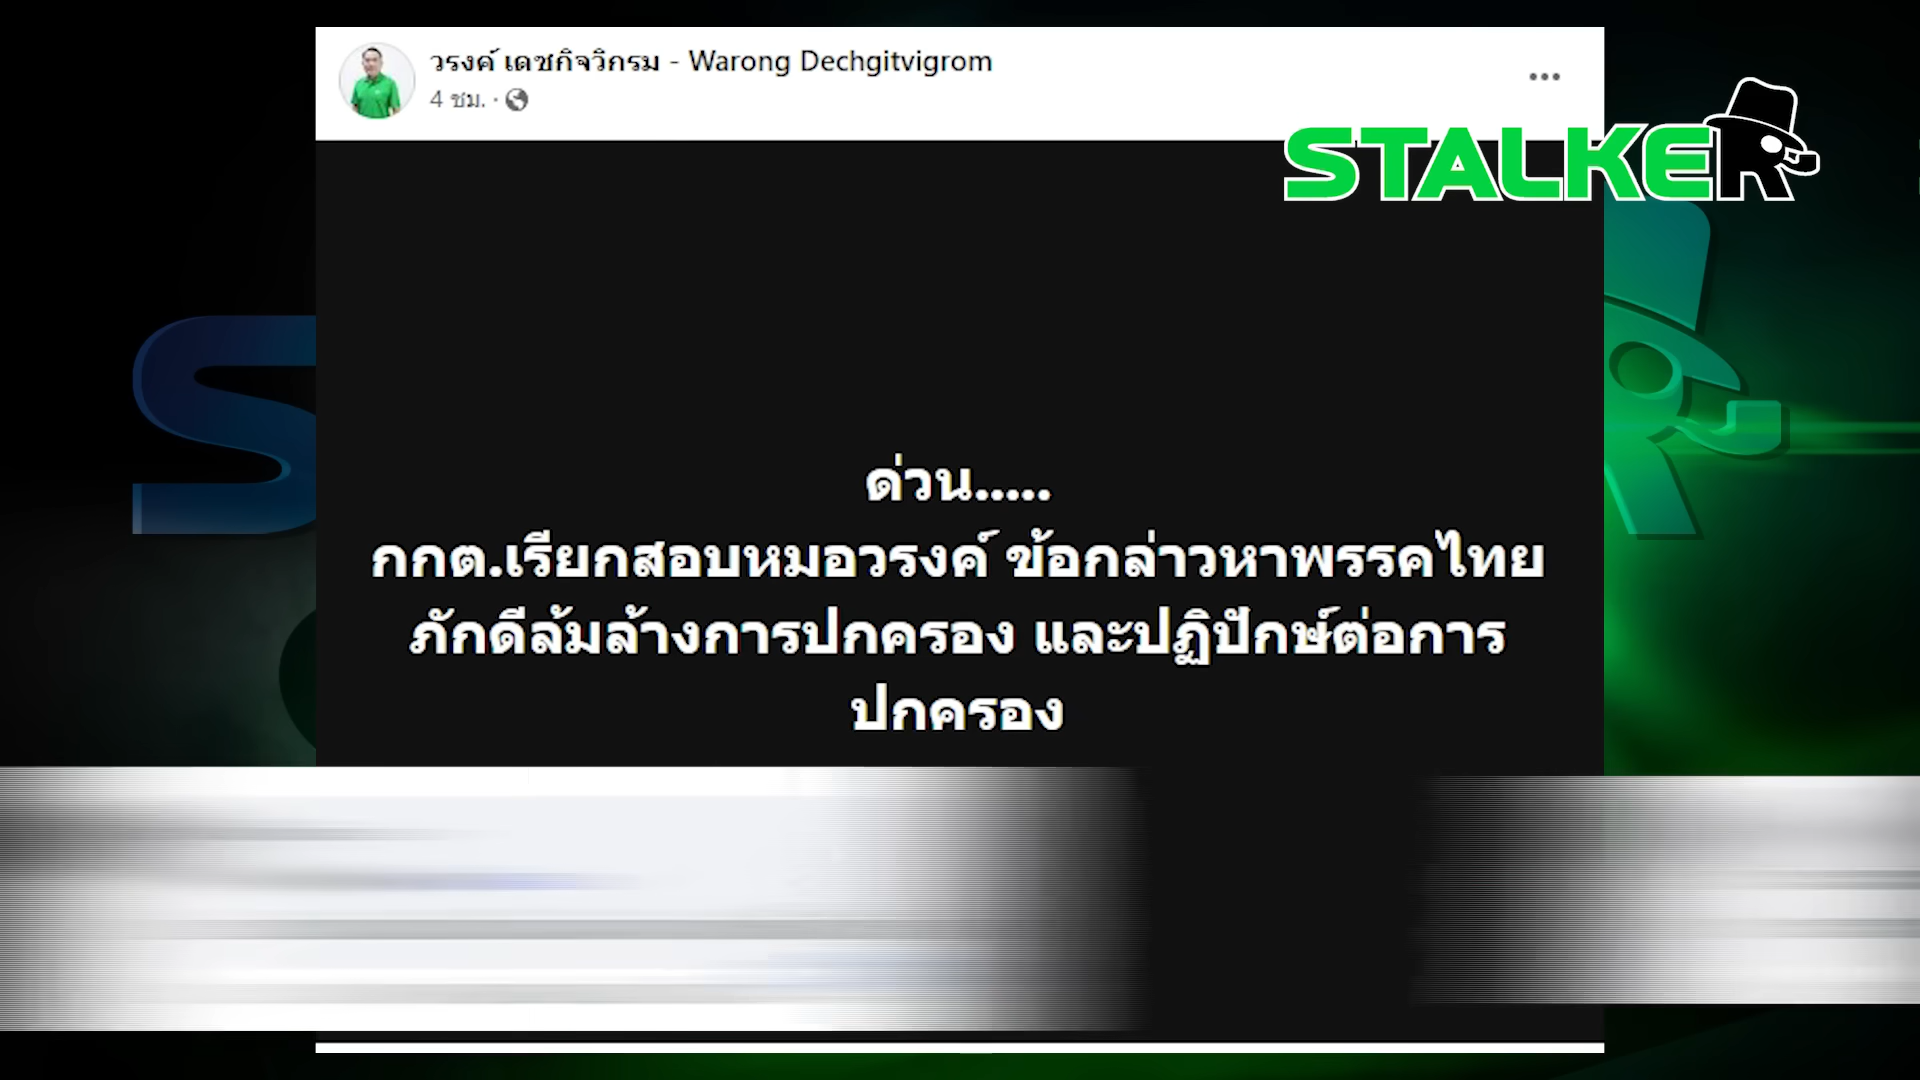 วรงค์ เดชกิจวิกรม - Warong Dechgitvigrom
4 ชม.
STALKER
ด่วน.....
กกต.เรียกสอบหมอวรงค์ ข้อกล่าวหาพรรคไทย
ภักดีล้มล้างการปกครอง และปฏิปักษ์ต่อการ
ปกครอง